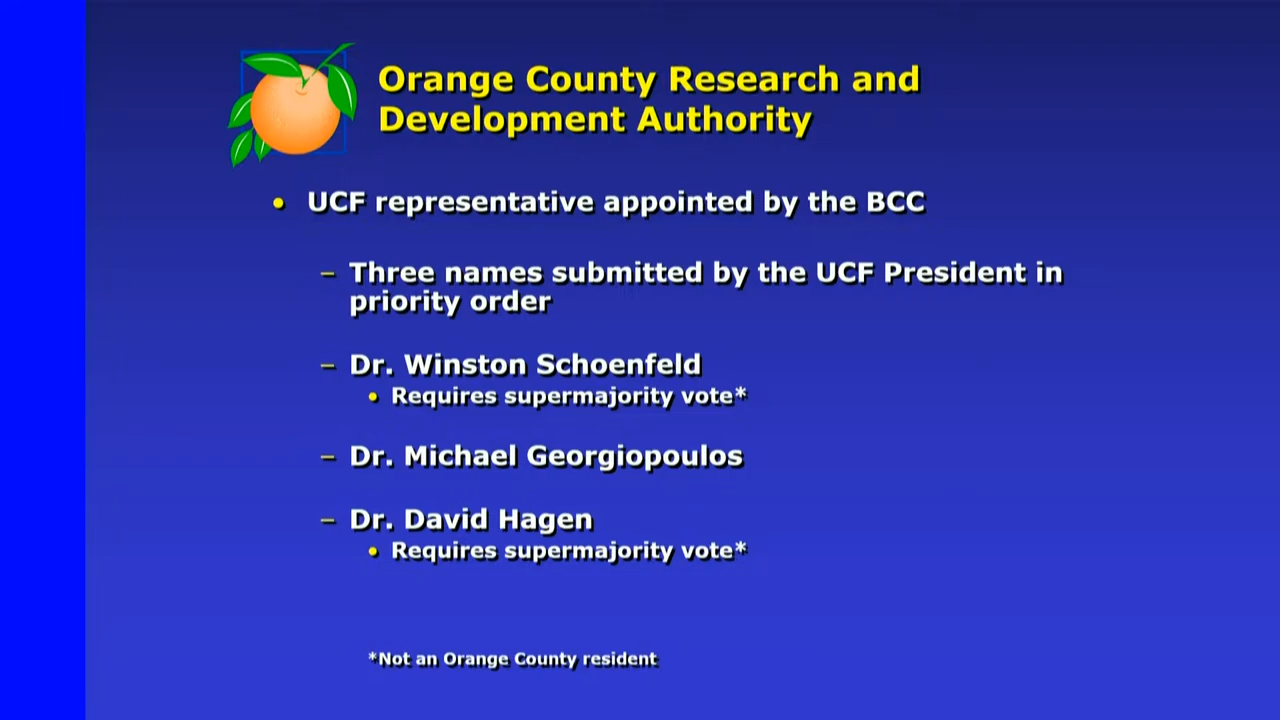 Orange County Research and
Development Authority
• UCF representative appointed by the BCC
– Three names submitted by the UCF President in
priority order
– Dr. Winston Schoenfeld
• Requires supermajority vote*
– Dr. Michael Georgiopoulos
– Dr. David Hagen
• Requires supermajority vote*
*Not an Orange County resident